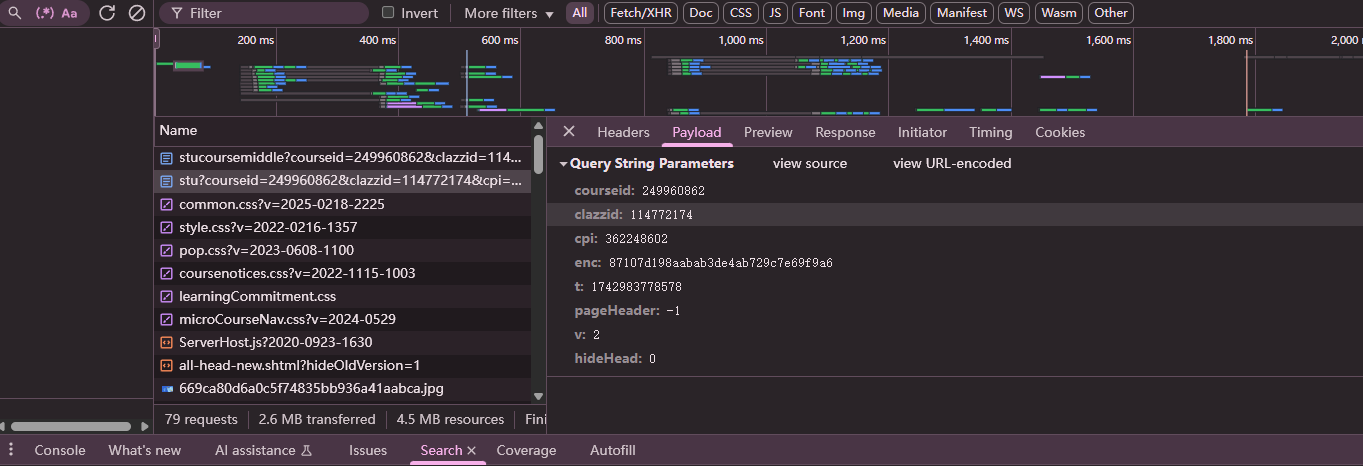 (.*) Aa Filter Invert More filters All Fetch/XHR Doc CSS JS Font Img Media Manifest WS Wasm Other
200 ms 400 ms 600 ms 800 ms 1,000 ms 1,200 ms 1,400 ms 1,600 ms 1,800 ms 2,000
Name
stucoursemiddle?courseid=249960862&clazzid=114...
stu?courseid=249960862&clazzid=114772174&cpi=...
common.css?v=2025-0218-2225
style.css?v=2022-0216-1357
pop.css?v=2023-0608-1100
coursenotices.css?v=2022-1115-1003
learningCommitment.css
microCourseNav.css?v=2024-0529
ServerHost.js?2020-0923-1630
all-head-new.shtml?hideOldVersion=1
669ca80d6a0c5f74835bb936a41aabca.jpg
79 requests 2.6 MB transferred 4.5 MB resources Fini
Headers Payload Preview Response Initiator Timing Cookies
Query String Parameters view source view URL-encoded
courseid: 249960862
clazzid: 114772174
cpi: 362248602
enc: 87107d198aabab3de4ab729c7e69f9a6
t: 1742983778578
pageHeader: -1
v: 2
hideHead: 0
Console What's new AI assistance Issues Search Coverage Autofill